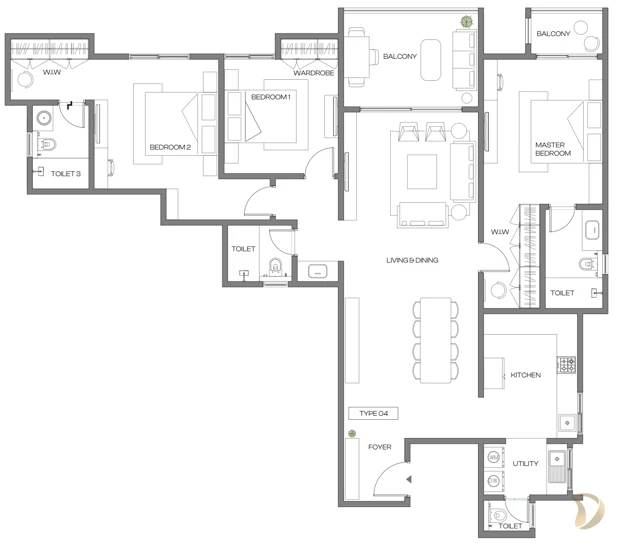 BALCONY
BALCONY
W.I.W
WARDROBE
BEDROOM 1
BEDROOM 2
MASTER
BEDROOM
TOILET 3
TOILET
W.I.W
LIVING & DINING
TOILET
KITCHEN
TYPE 04
FOYER
WM
UTILITY
TOILET